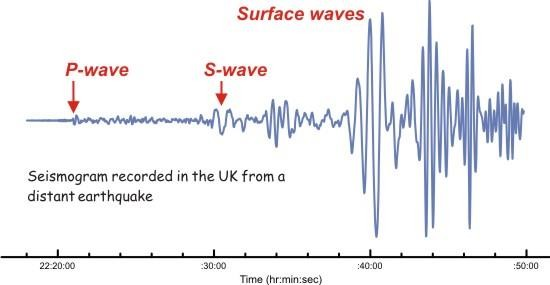 Surface waves
P-wave
S-wave
Seismogram recorded in the UK from a
distant earthquake
22:20:00
:30:00
:40:00
:50:00
Time (hr:min:sec)